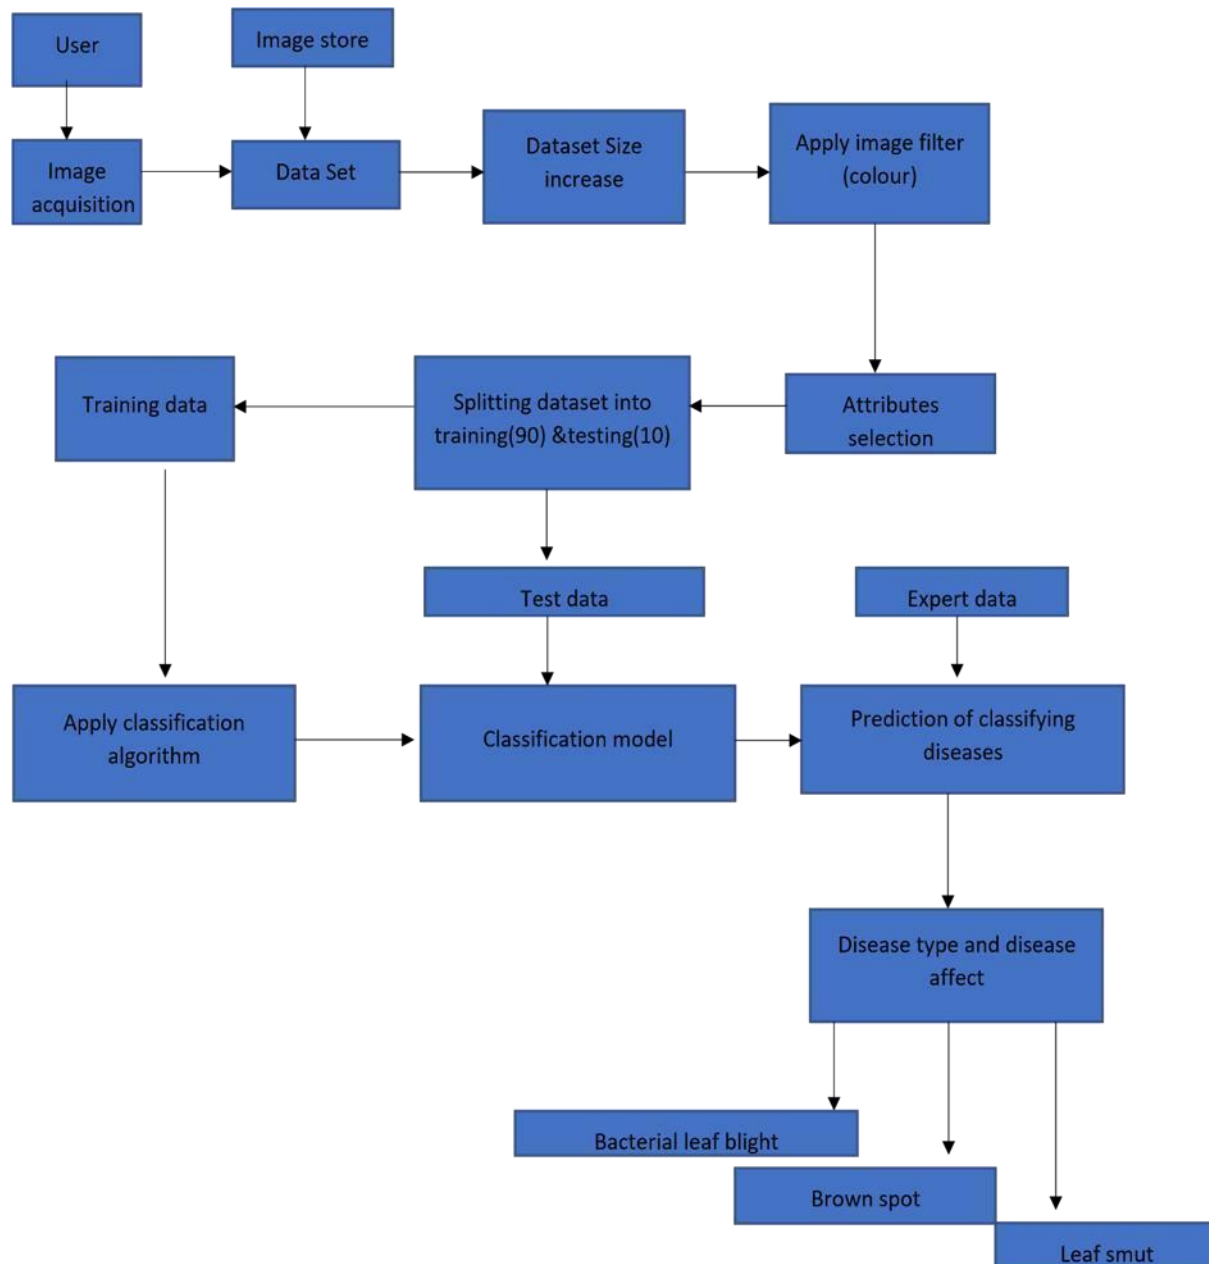 User
Image store
Image
acquisition
Data Set
Dataset Size
increase
Apply image filter
(colour)
Training data
Splitting dataset into
training(90) &testing(10)
Attributes
selection
Test data
Expert data
Apply classification
algorithm
Classification model
Prediction of classifying
diseases
Disease type and disease
affect
Bacterial leaf blight
Brown spot
Leaf smut